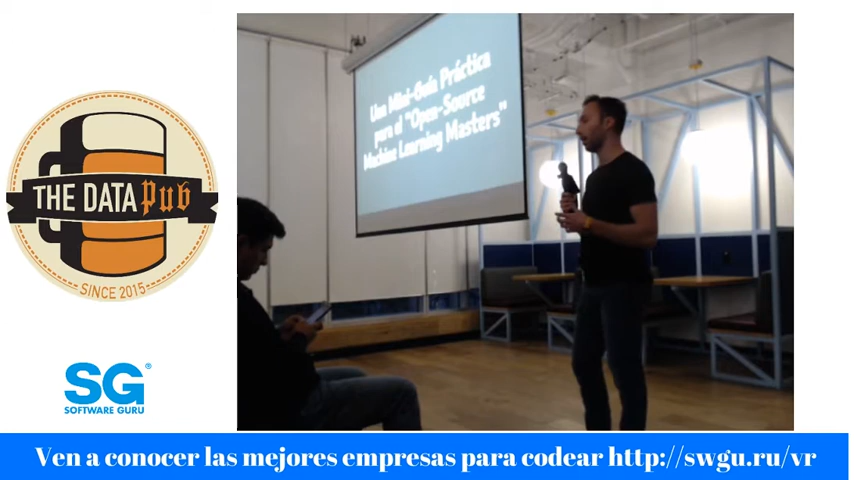 Una Mini-Guía Práctica
para el "Open-Source
Machine Learning Masters"
THE DATA Pub
SINCE 2015
SG®
SOFTWARE GURU
Ven a conocer las mejores empresas para codear http://swgu.ru/vr